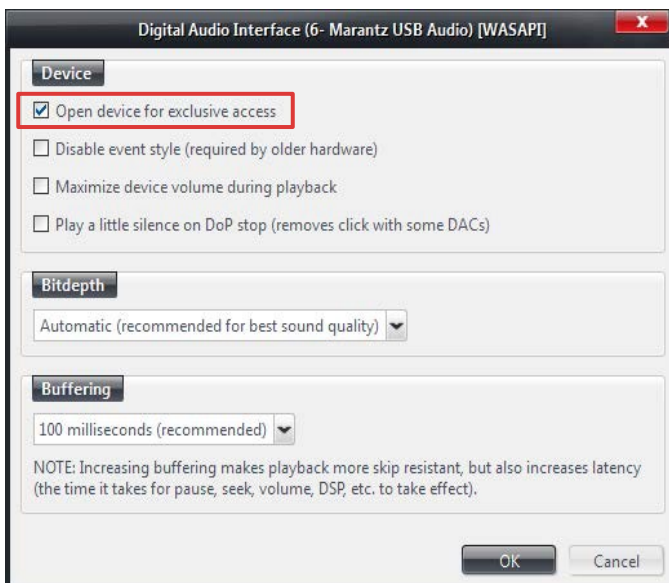 Digital Audio Interface (6- Marantz USB Audio) [WASAPI]
x
Device
Open device for exclusive access
Disable event style (required by older hardware)
Maximize device volume during playback
Play a little silence on DoP stop (removes click with some DACs)
Bitdepth
Automatic (recommended for best sound quality)
Buffering
100 milliseconds (recommended)
NOTE: Increasing buffering makes playback more skip resistant, but also increases latency
(the time it takes for pause, seek, volume, DSP, etc. to take effect).
OK
Cancel